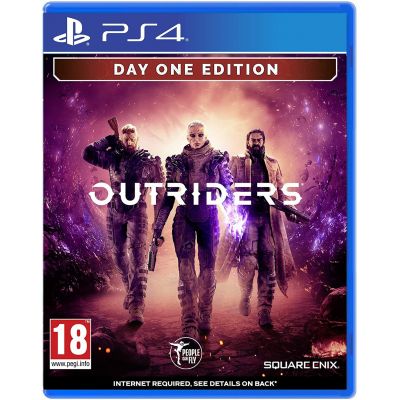 PS4
DAY ONE EDITION
OUTRIDERS
18
www.pegi.info
PEOPLE
CAN
FLY
SQUARE ENIX
INTERNET REQUIRED, SEE DETAILS ON BACK*